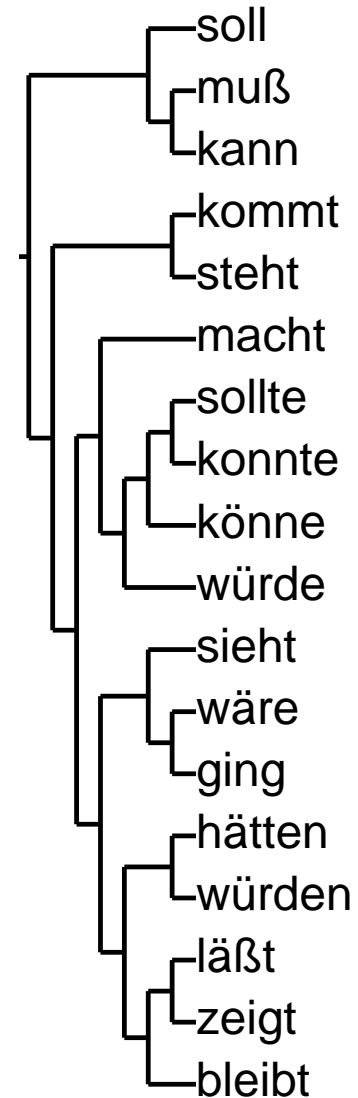 soll
muß
kann
kommt
steht
macht
sollte
konnte
könne
würde
sieht
wäre
ging
hätten
würden
läßt
zeigt
bleibt